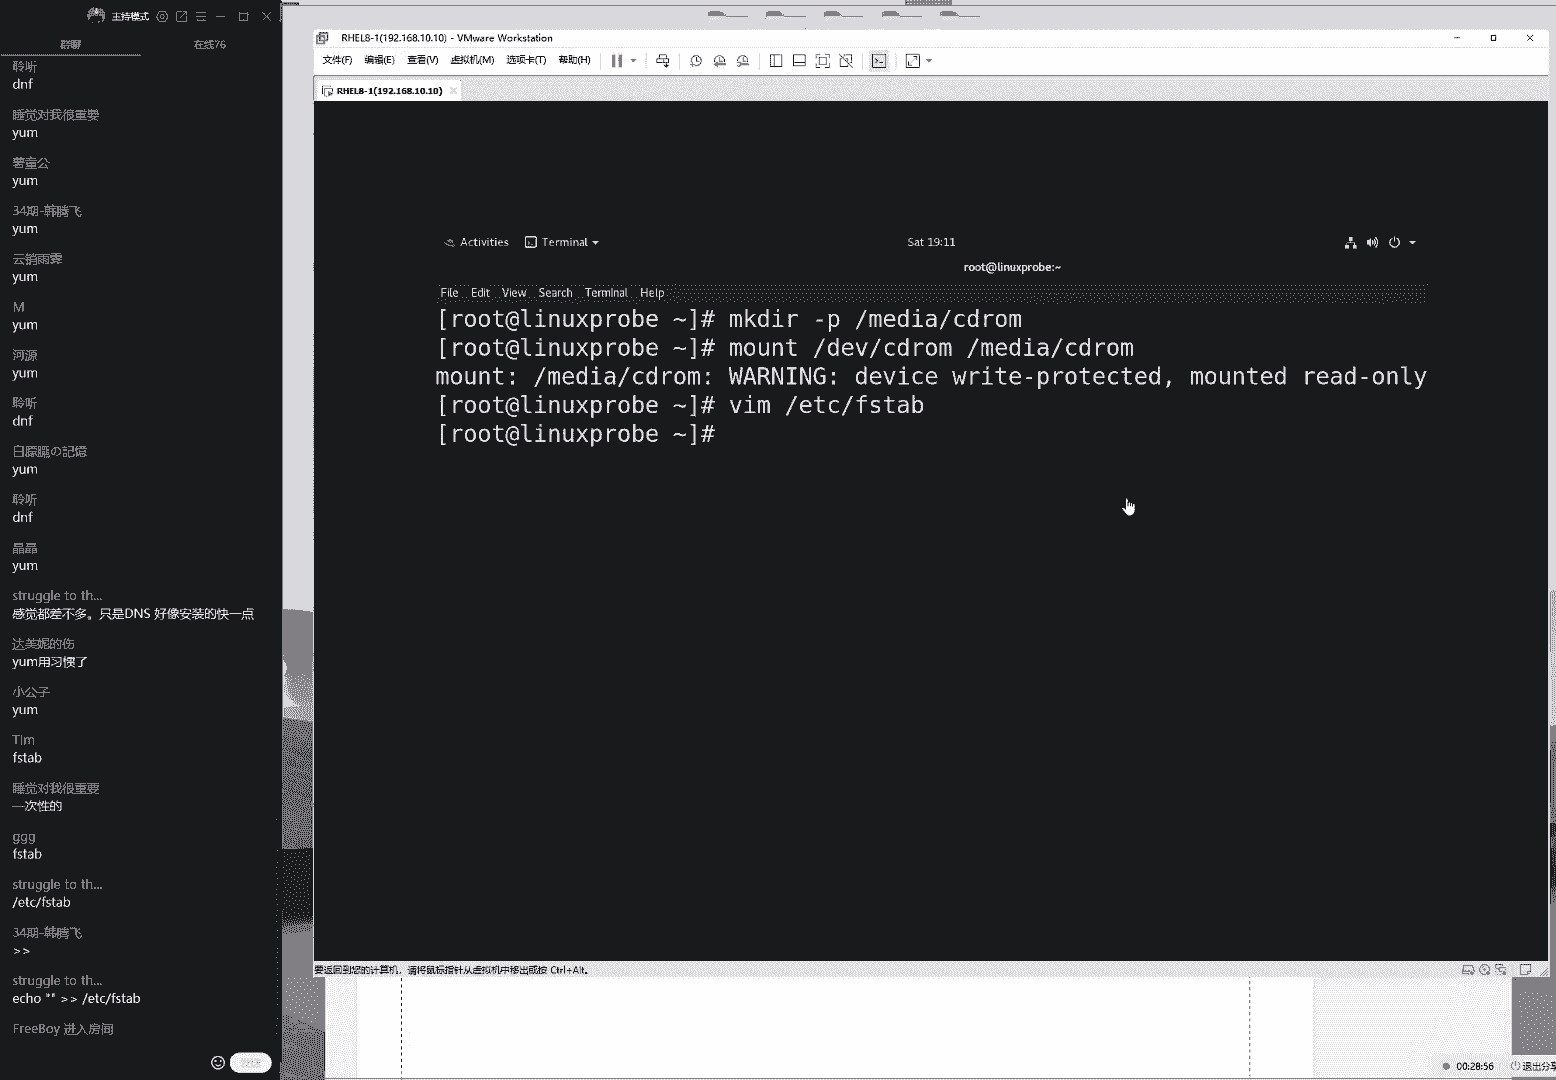 主持模式
群聊
在线76
聆听
dnf
睡觉对我很重要
yum
薯童公
yum
34期-韩腾飞
yum
云销雨霁
yum
M
yum
河源
yum
聆听
dnf
白朦朧の記憶
yum
聆听
dnf
晶晶
yum
struggle to th...
感觉都差不多。只是DNS 好像安装的快一点
达芙妮的伤
yum用习惯了
小公子
yum
Tim
fstab
睡觉对我很重要
一次性的
ggg
fstab
struggle to th...
/etc/fstab
34期-韩腾飞
>>
struggle to th...
echo "" >> /etc/fstab
FreeBoy 进入房间
RHEL8-1(192.168.10.10) - VMware Workstation
文件(F) 编辑(E) 查看(V) 虚拟机(M) 选项卡(T) 帮助(H)
RHEL8-1(192.168.10.10)
Activities Terminal Sat 19:11
root@linuxprobe:~
File Edit View Search Terminal Help
[root@linuxprobe ~]# mkdir -p /media/cdrom
[root@linuxprobe ~]# mount /dev/cdrom /media/cdrom
mount: /media/cdrom: WARNING: device write-protected, mounted read-only
[root@linuxprobe ~]# vim /etc/fstab
[root@linuxprobe ~]#
要返回到您的计算机，请将鼠标指针从虚拟机中移出或按 Ctrl+Alt。
00:28:56 退出分享